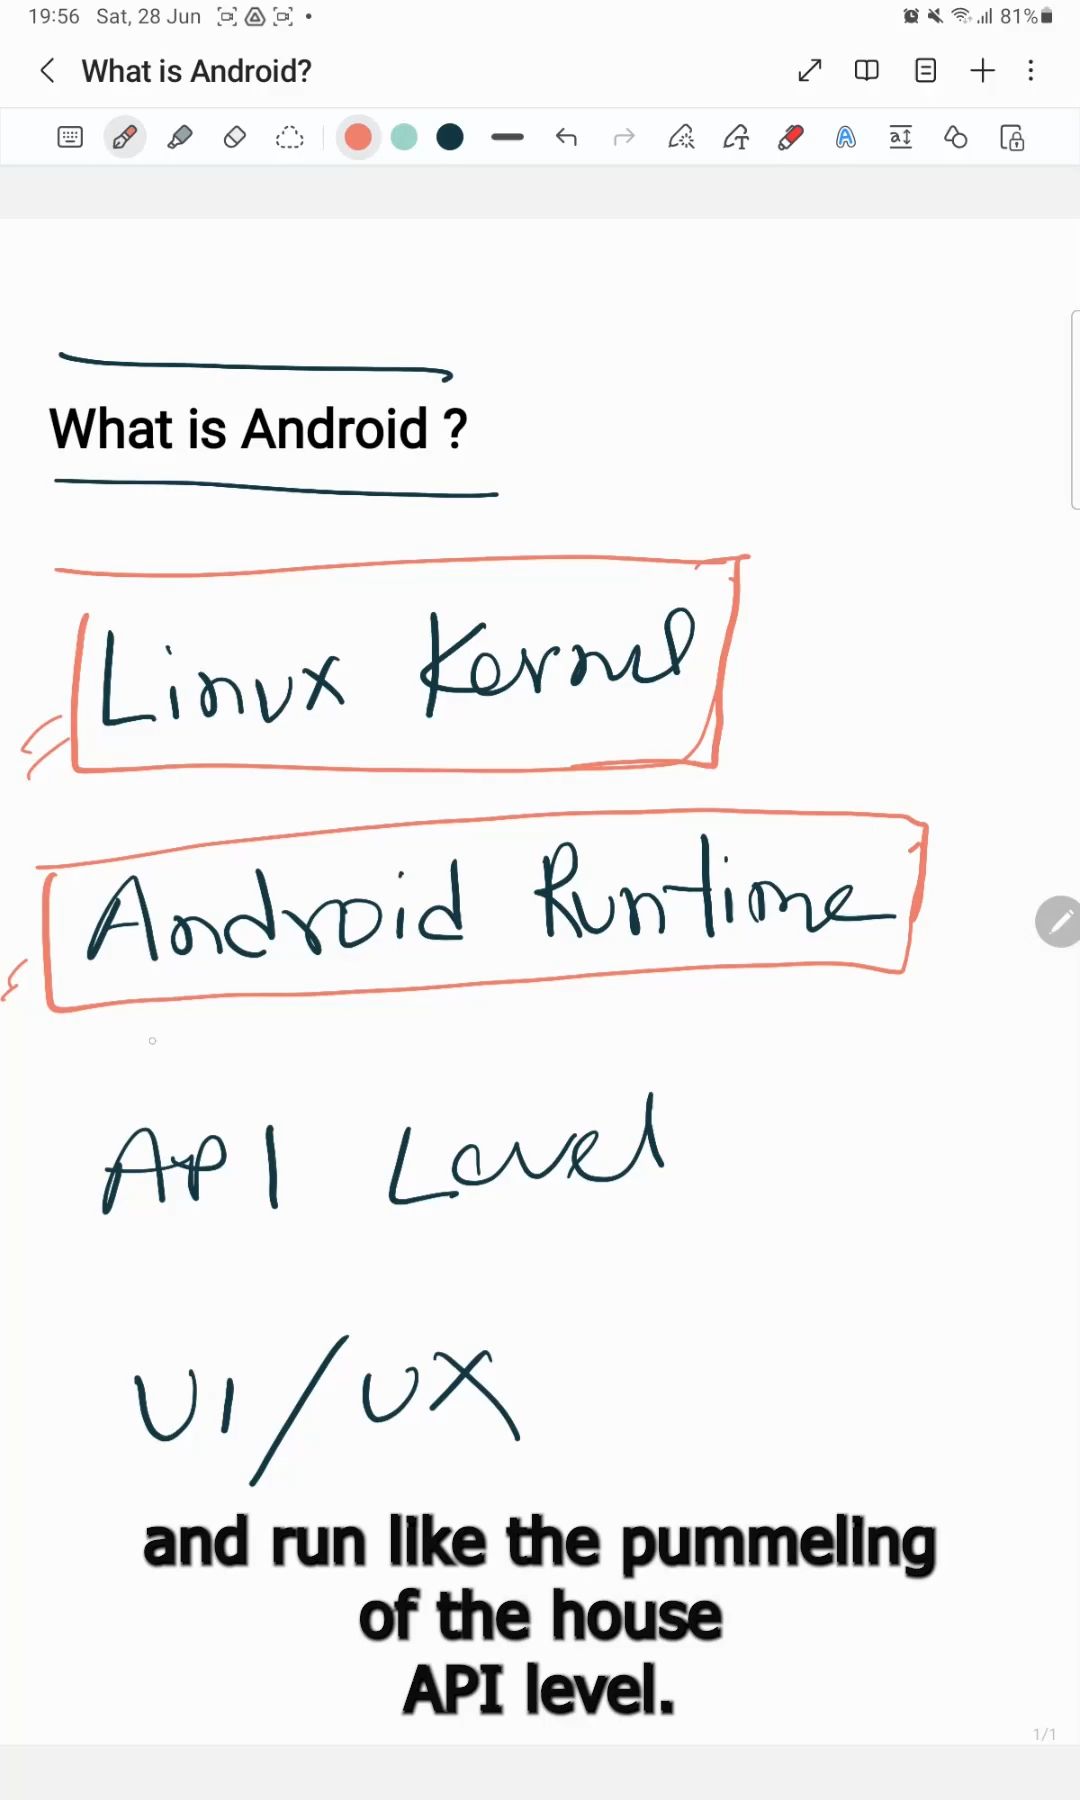 19:56 Sat, 28 Jun 81%
What is Android?
What is Android ?
Linux Kernel
Android Runtime
API Level
UI/UX
and run like the pummeling
of the house
API level.
1/1